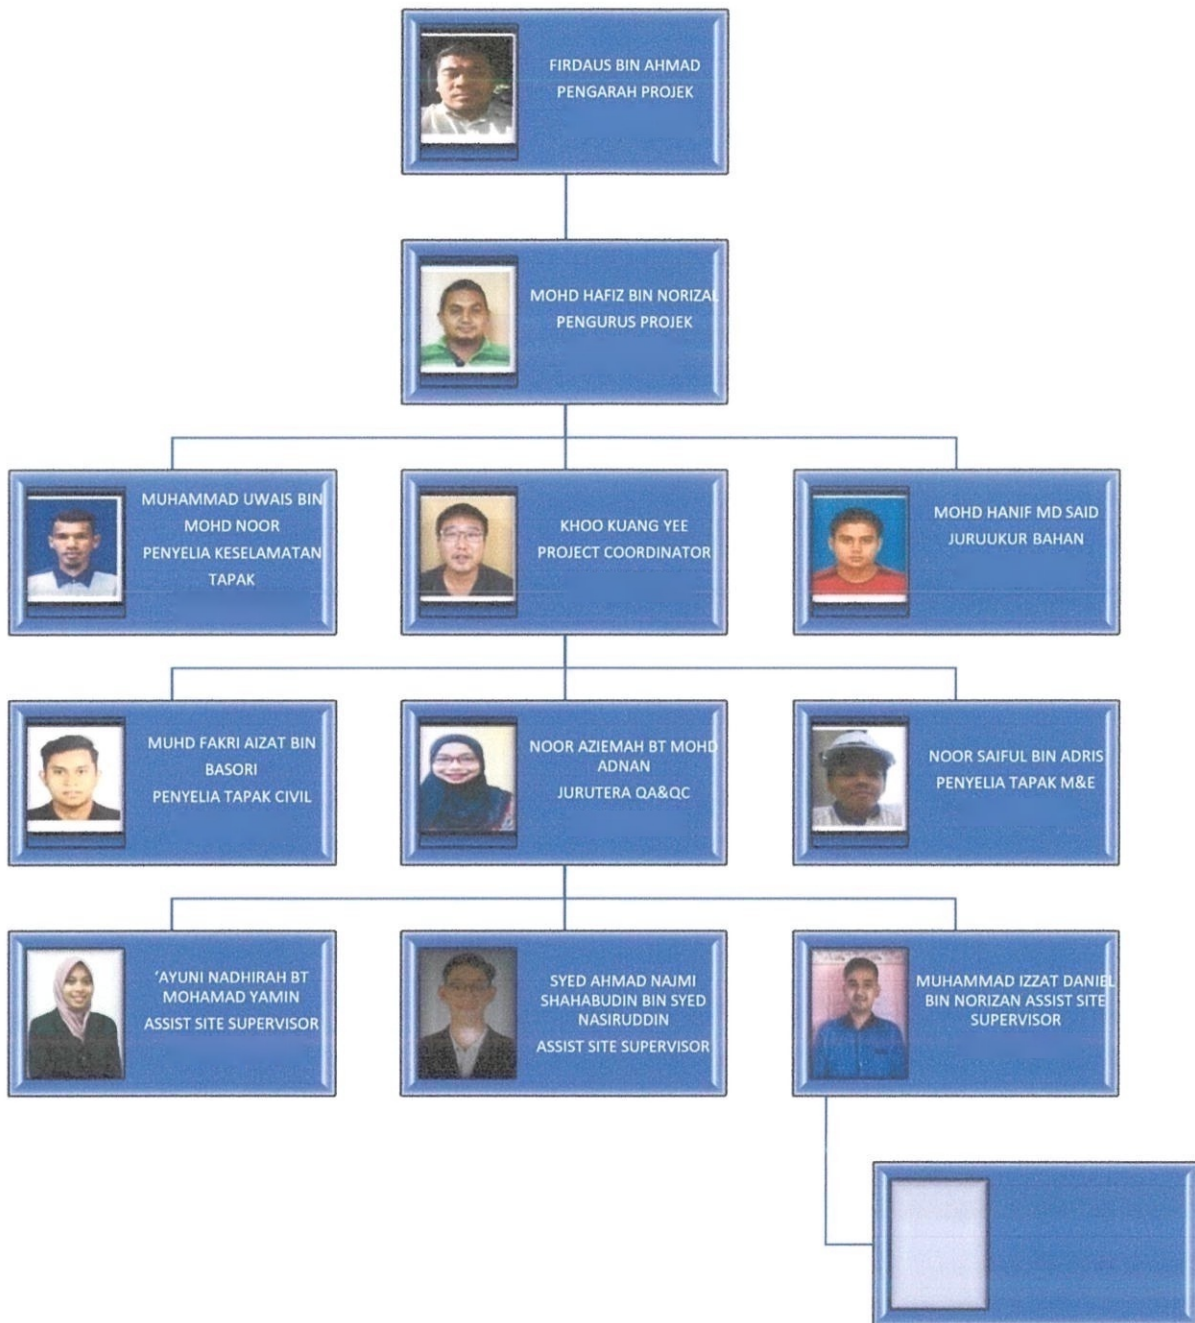 FIRDAUS BIN AHMAD
PENGARAH PROJEK
MOHD HAFIZ BIN NORIZAL
PENGURUS PROJEK
MUHAMMAD UWAIS BIN
MOHD NOOR
PENYELIA KESELAMATAN
TAPAK
KHOO KUANG YEE
PROJECT COORDINATOR
MOHD HANIF MD SAID
JURUUKUR BAHAN
MUHD FAKRI AIZAT BIN
BASORI
PENYELIA TAPAK CIVIL
NOOR AZIEMAH BT MOHD
ADNAN
JURUTERA QA&QC
NOOR SAIFUL BIN ADRIS
PENYELIA TAPAK M&E
'AYUNI NADHIRAH BT
MOHAMAD YAMIN
ASSIST SITE SUPERVISOR
SYED AHMAD NAJMI
SHAHABUDIN BIN SYED
NASIRUDDIN
ASSIST SITE SUPERVISOR
MUHAMMAD IZZAT DANIEL
BIN NORIZAN ASSIST SITE
SUPERVISOR